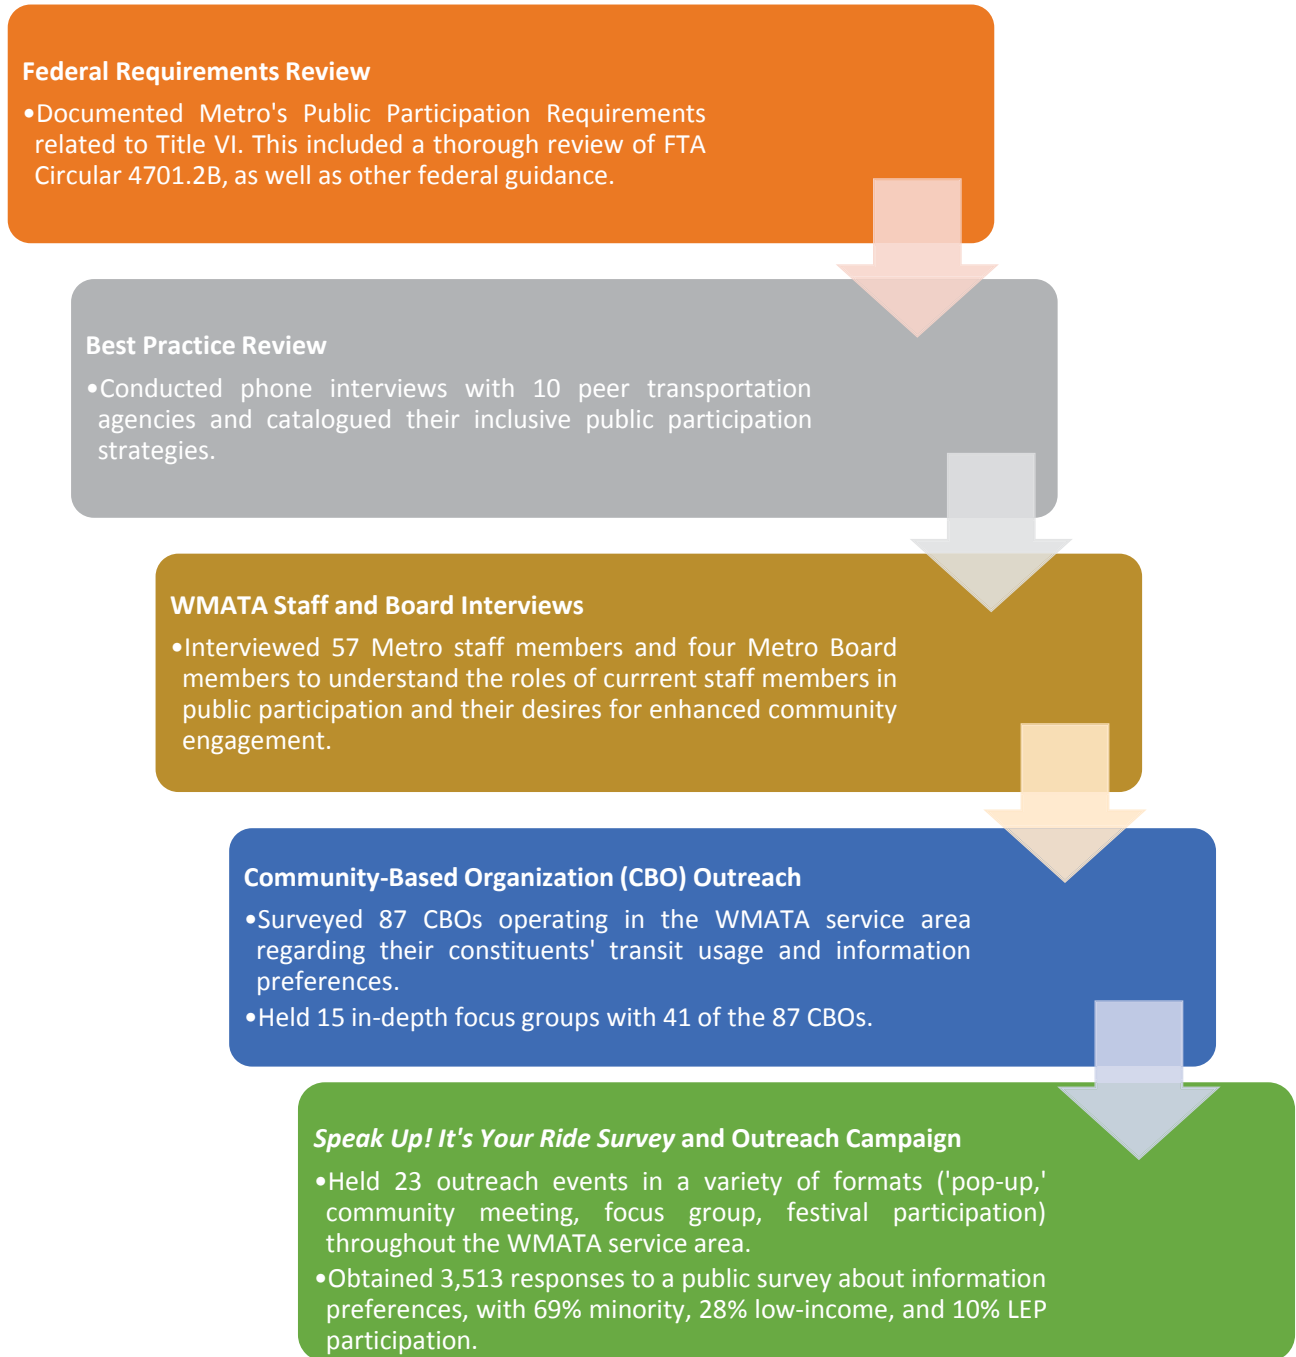 Federal Requirements Review
•Documented Metro's Public Participation Requirements
related to Title VI. This included a thorough review of FTA
Circular 4701.2B, as well as other federal guidance.
Best Practice Review
•Conducted phone interviews with 10 peer transportation
agencies and catalogued their inclusive public participation
strategies.
WMATA Staff and Board Interviews
•Interviewed 57 Metro staff members and four Metro Board
members to understand the roles of currrent staff members in
public participation and their desires for enhanced community
engagement.
Community-Based Organization (CBO) Outreach
•Surveyed 87 CBOs operating in the WMATA service area
regarding their constituents' transit usage and information
preferences.
•Held 15 in-depth focus groups with 41 of the 87 CBOs.
Speak Up! It's Your Ride Survey and Outreach Campaign
•Held 23 outreach events in a variety of formats ('pop-up,'
community meeting, focus group, festival participation)
throughout the WMATA service area.
•Obtained 3,513 responses to a public survey about information
preferences, with 69% minority, 28% low-income, and 10% LEP
participation.